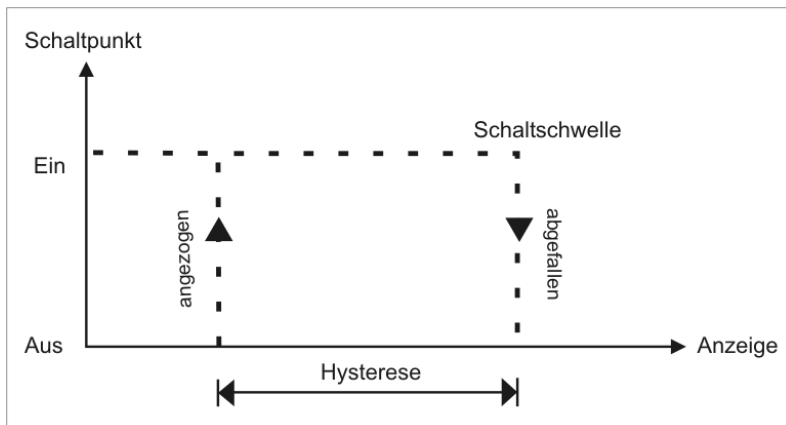 Schaltpunkt
Schaltschwelle
Ein
angezogen
abgefallen
Aus
Anzeige
Hysterese